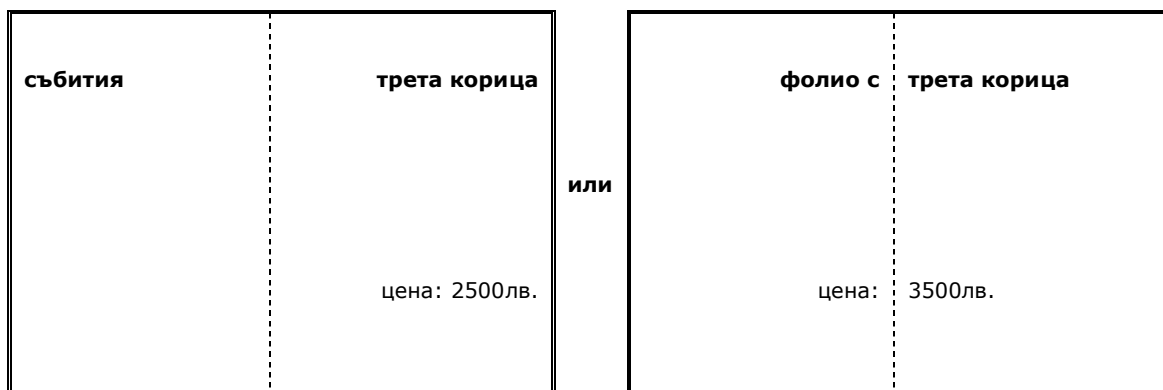 събития трета корица
фолио с трета корица
или
цена: 2500лв.
цена: 3500лв.